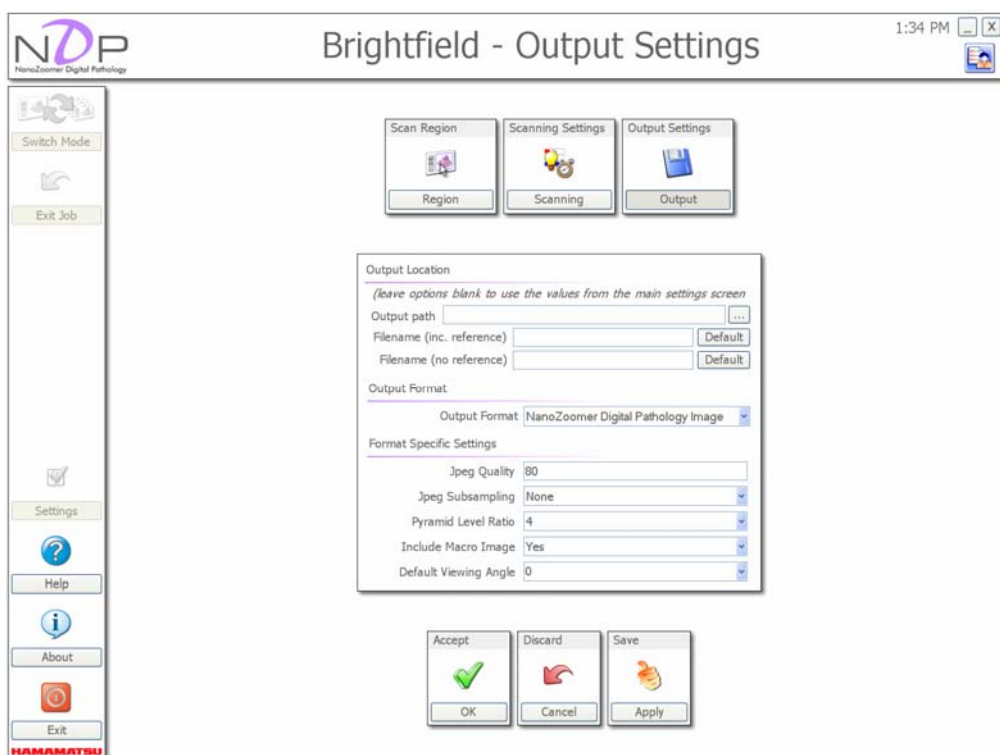 NDP
NanoZoomer Digital Pathology
Brightfield - Output Settings
1:34 PM
Switch Mode
Exit Job
Settings
Help
About
Exit
HAMAMATSU
Scan Region
Region
Scanning Settings
Scanning
Output Settings
Output
Output Location
(leave options blank to use the values from the main settings screen
Output path ...
Filename (inc. reference) Default
Filename (no reference) Default
Output Format
Output Format NanoZoomer Digital Pathology Image
Format Specific Settings
Jpeg Quality 80
Jpeg Subsampling None
Pyramid Level Ratio 4
Include Macro Image Yes
Default Viewing Angle 0
Accept
OK
Discard
Cancel
Save
Apply